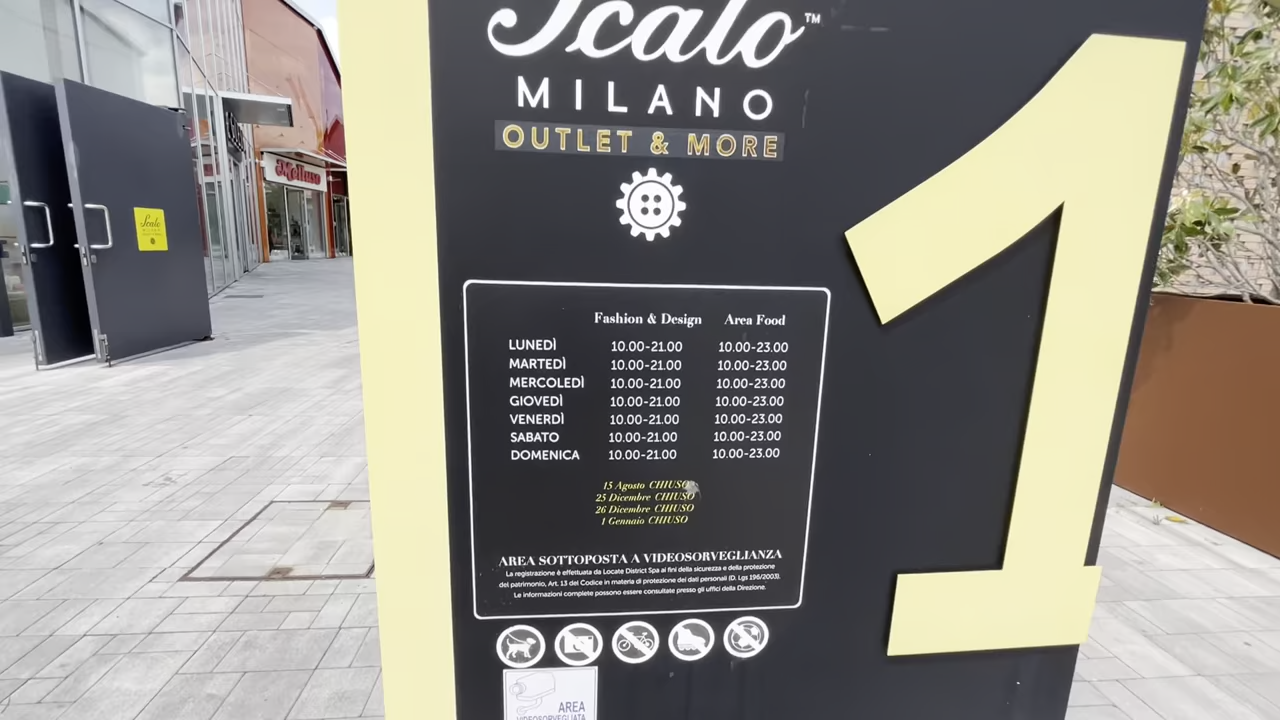 Scalo™
MILANO
OUTLET & MORE
Melluso
Scalo
Fashion & Design Area Food
LUNEDÌ 10.00-21.00 10.00-23.00
MARTEDÌ 10.00-21.00 10.00-23.00
MERCOLEDÌ 10.00-21.00 10.00-23.00
GIOVEDÌ 10.00-21.00 10.00-23.00
VENERDÌ 10.00-21.00 10.00-23.00
SABATO 10.00-21.00 10.00-23.00
DOMENICA 10.00-21.00 10.00-23.00
15 Agosto CHIUSO
25 Dicembre CHIUSO
26 Dicembre CHIUSO
1 Gennaio CHIUSO
AREA SOTTOPOSTA A VIDEOSORVEGLIANZA
La registrazione è effettuata da Locate District Spa ai fini della sicurezza e della protezione
del patrimonio, Art. 13 del Codice in materia di protezione dei dati personali (D. Lgs 196/2003).
Le informazioni complete possono essere consultate presso gli uffici della Direzione.
AREA
VIDEOSORVEGLIATA
1